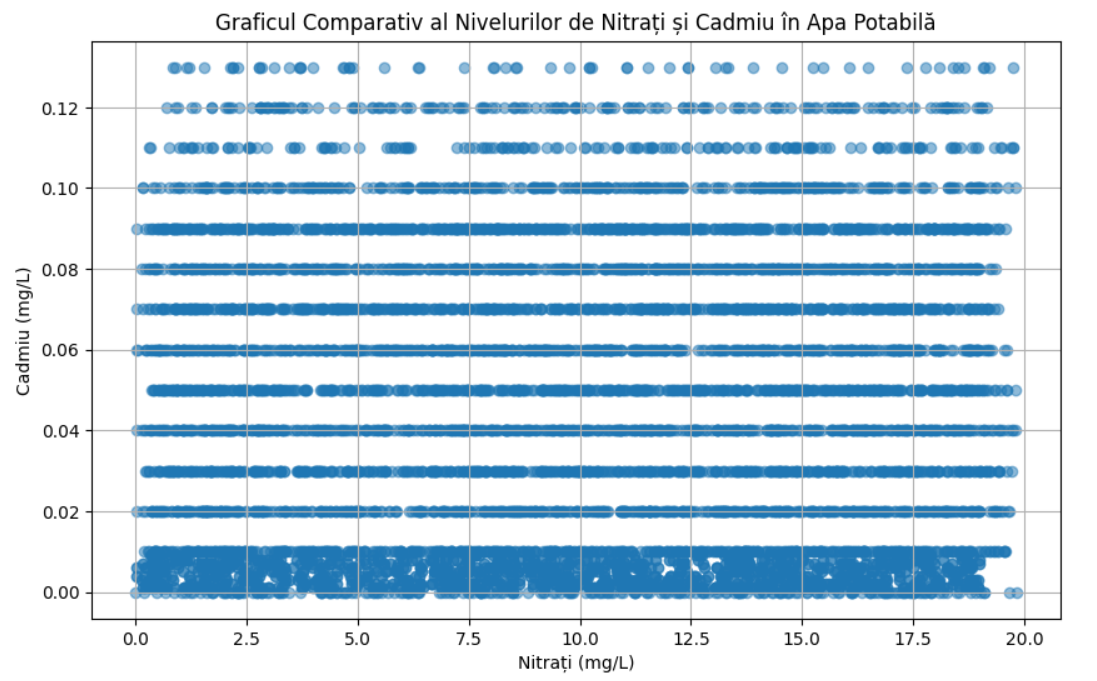 Graficul Comparativ al Nivelurilor de Nitrați și Cadmiu în Apa Potabilă
Cadmiu (mg/L)
0.12
0.10
0.08
0.06
0.04
0.02
0.00
0.0 2.5 5.0 7.5 10.0 12.5 15.0 17.5 20.0
Nitrați (mg/L)